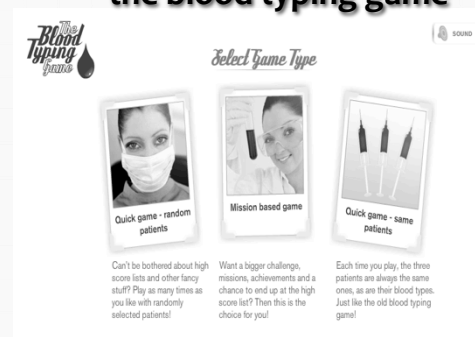 the blood typing game
The
Blood
Typing
Game
SOUND
Select Game Type
Quick game - random
patients
Mission based game
Quick game - same
patients
Can't be bothered about high
score lists and other fancy
stuff? Play as many times as
you like with randomly
selected patients!
Want a bigger challenge,
missions, achievements and a
chance to end up at the high
score list? Then this is the
choice for you!
Each time you play, the three
patients are always the same
ones, as are their blood types.
Just like the old blood typing
game!